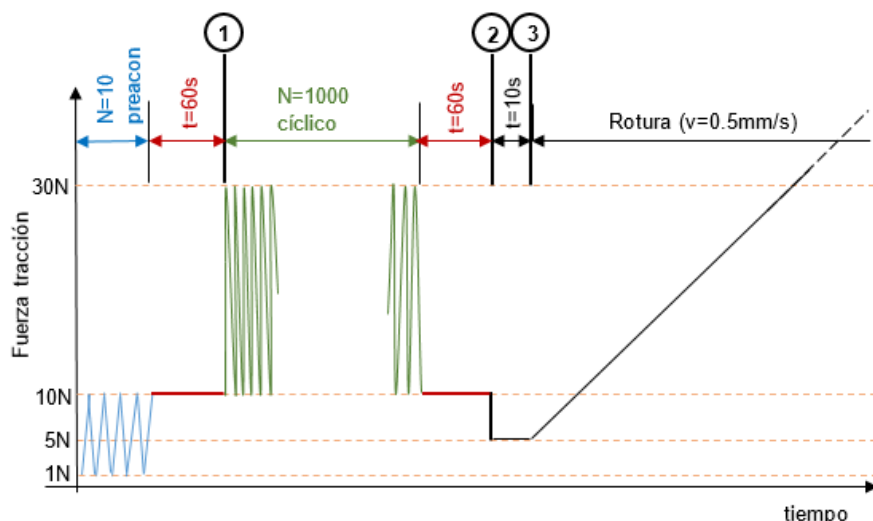 1
2
3
N=10
preacon
t=60s
N=1000
cíclico
t=60s
t=10s
Rotura (v=0.5mm/s)
Fuerza tracción
30N
10N
5N
1N
tiempo